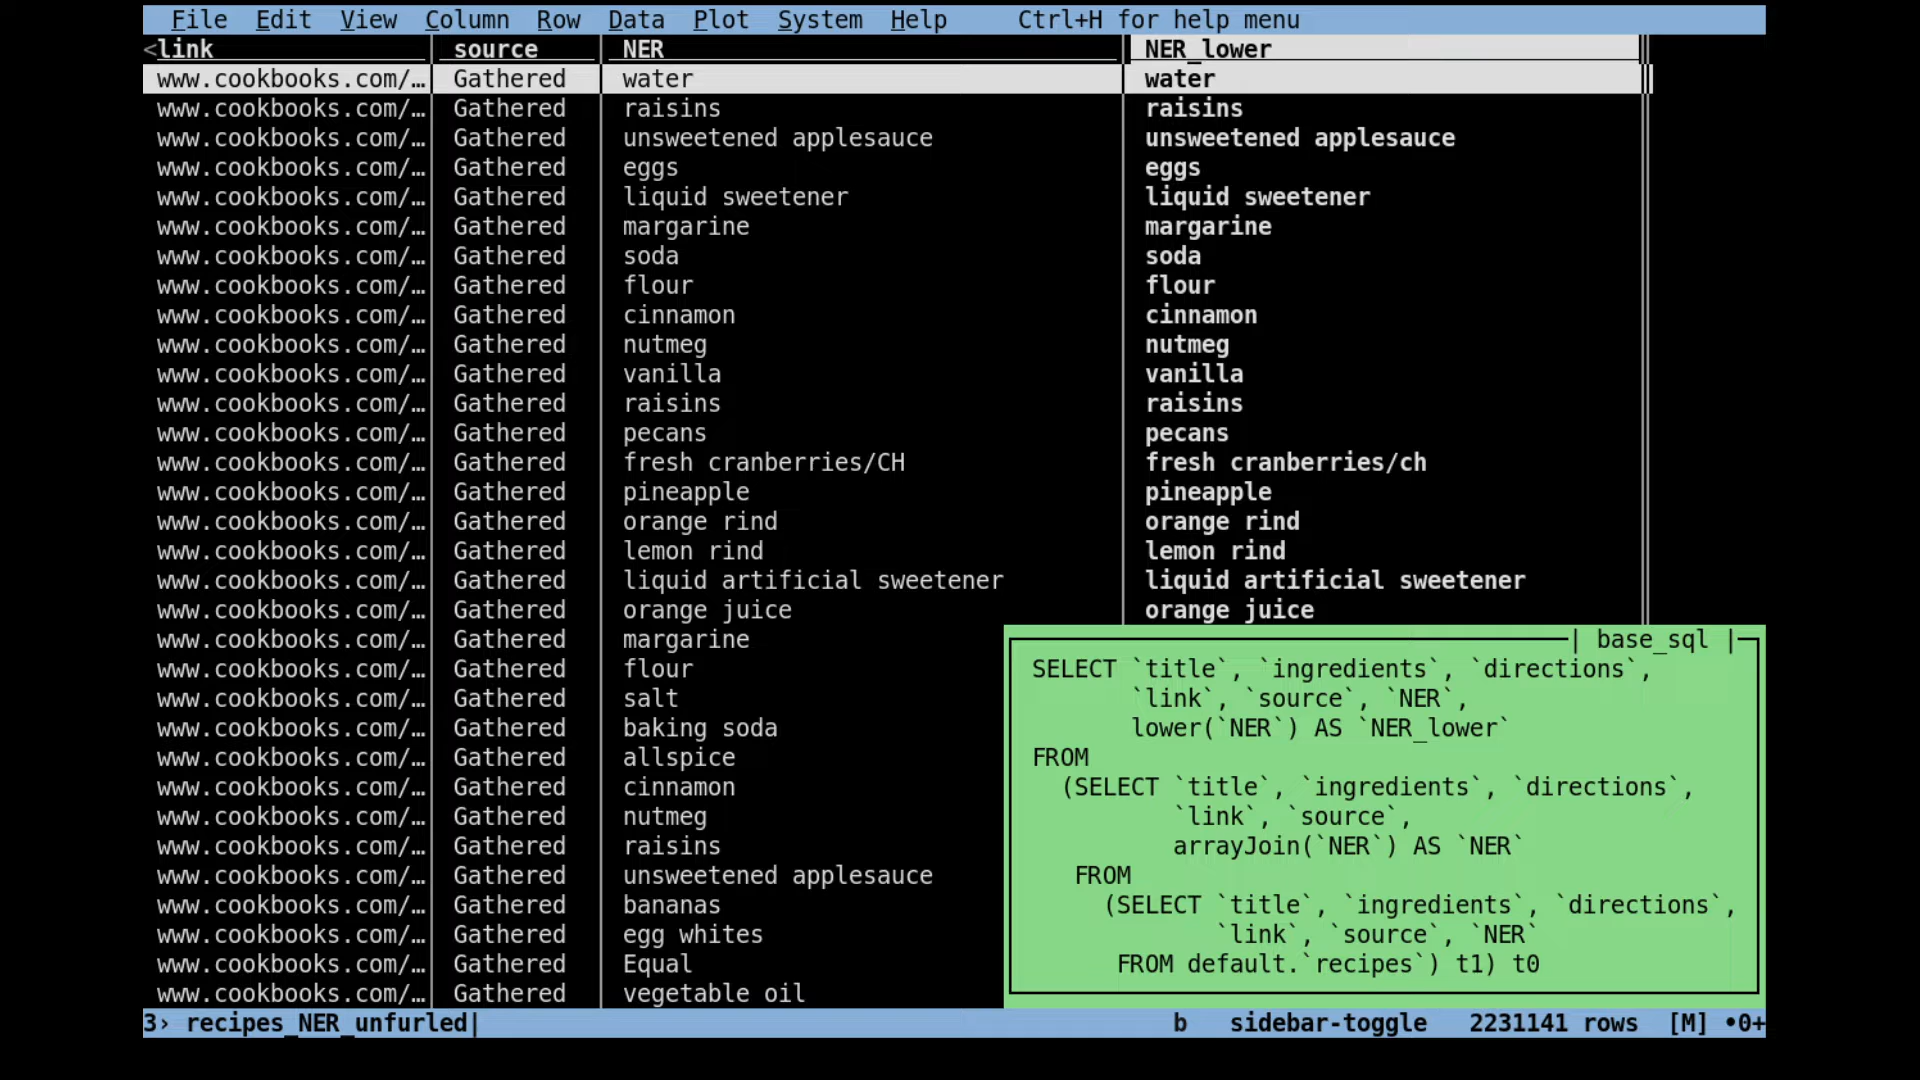 File Edit View Column Row Data Plot System Help Ctrl+H for help menu
<link source NER NER_lower
www.cookbooks.com/… Gathered water water
www.cookbooks.com/… Gathered raisins raisins
www.cookbooks.com/… Gathered unsweetened applesauce unsweetened applesauce
www.cookbooks.com/… Gathered eggs eggs
www.cookbooks.com/… Gathered liquid sweetener liquid sweetener
www.cookbooks.com/… Gathered margarine margarine
www.cookbooks.com/… Gathered soda soda
www.cookbooks.com/… Gathered flour flour
www.cookbooks.com/… Gathered cinnamon cinnamon
www.cookbooks.com/… Gathered nutmeg nutmeg
www.cookbooks.com/… Gathered vanilla vanilla
www.cookbooks.com/… Gathered raisins raisins
www.cookbooks.com/… Gathered pecans pecans
www.cookbooks.com/… Gathered fresh cranberries/CH fresh cranberries/ch
www.cookbooks.com/… Gathered pineapple pineapple
www.cookbooks.com/… Gathered orange rind orange rind
www.cookbooks.com/… Gathered lemon rind lemon rind
www.cookbooks.com/… Gathered liquid artificial sweetener liquid artificial sweetener
www.cookbooks.com/… Gathered orange juice orange juice
www.cookbooks.com/… Gathered margarine
www.cookbooks.com/… Gathered flour
www.cookbooks.com/… Gathered salt
www.cookbooks.com/… Gathered baking soda
www.cookbooks.com/… Gathered allspice
www.cookbooks.com/… Gathered cinnamon
www.cookbooks.com/… Gathered nutmeg
www.cookbooks.com/… Gathered raisins
www.cookbooks.com/… Gathered unsweetened applesauce
www.cookbooks.com/… Gathered bananas
www.cookbooks.com/… Gathered egg whites
www.cookbooks.com/… Gathered Equal
www.cookbooks.com/… Gathered vegetable oil
| base_sql |
SELECT `title`, `ingredients`, `directions`,
`link`, `source`, `NER`,
lower(`NER`) AS `NER_lower`
FROM
(SELECT `title`, `ingredients`, `directions`,
`link`, `source`,
arrayJoin(`NER`) AS `NER`
FROM
(SELECT `title`, `ingredients`, `directions`,
`link`, `source`, `NER`
FROM default.`recipes`) t1) t0
3› recipes_NER_unfurled| b sidebar-toggle 2231141 rows [M] •0+